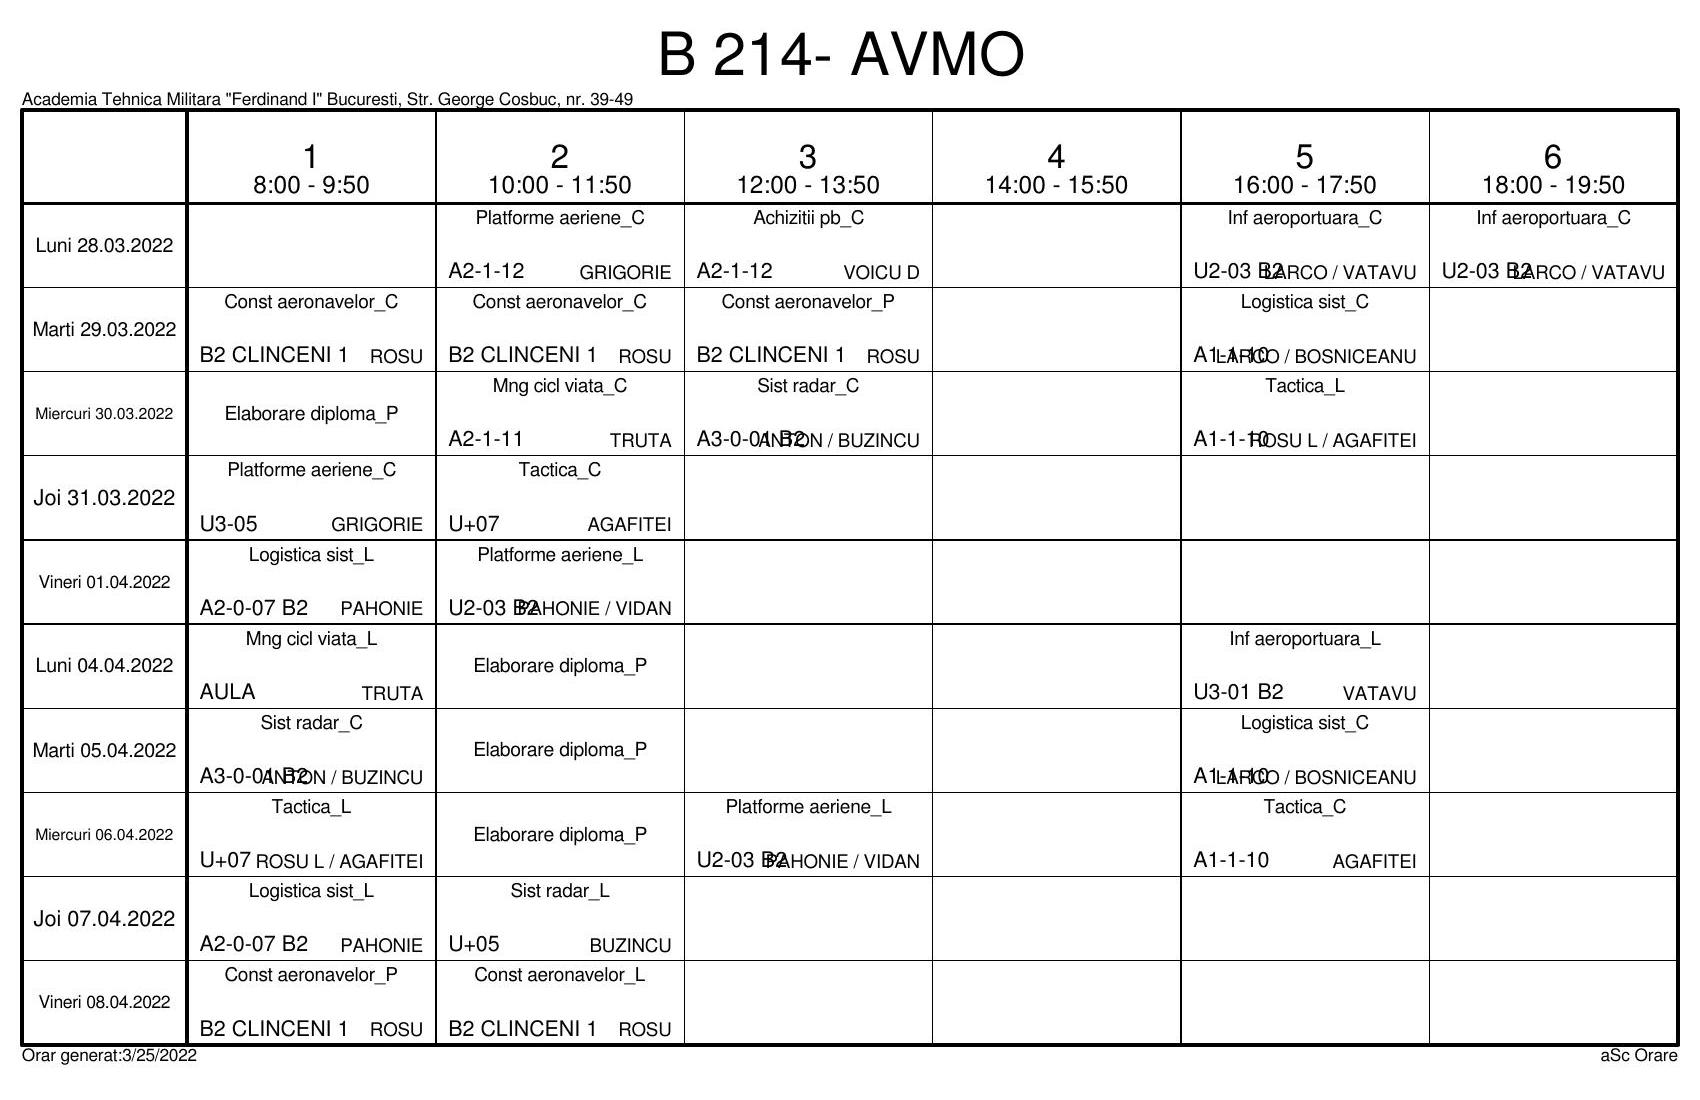 B 214- AVMO
Academia Tehnica Militara "Ferdinand I" Bucuresti, Str. George Cosbuc, nr. 39-49
1 2 3 4 5 6
8:00 - 9:50 10:00 - 11:50 12:00 - 13:50 14:00 - 15:50 16:00 - 17:50 18:00 - 19:50
Luni 28.03.2022
Platforme aeriene_C
A2-1-12 GRIGORIE
Achizitii pb_C
A2-1-12 VOICU D
Inf aeroportuara_C
U2-03 B2 LARCO / VATAVU
Inf aeroportuara_C
U2-03 B2 LARCO / VATAVU
Marti 29.03.2022
Const aeronavelor_C
B2 CLINCENI 1 ROSU
Const aeronavelor_C
B2 CLINCENI 1 ROSU
Const aeronavelor_P
B2 CLINCENI 1 ROSU
Logistica sist_C
A1-1-10 LARCO / BOSNICEANU
Miercuri 30.03.2022
Elaborare diploma_P
Mng cicl viata_C
A2-1-11 TRUTA
Sist radar_C
A3-0-01 B2 ANTON / BUZINCU
Tactica_L
A1-1-10 ROSU L / AGAFITEI
Joi 31.03.2022
Platforme aeriene_C
U3-05 GRIGORIE
Tactica_C
U+07 AGAFITEI
Vineri 01.04.2022
Logistica sist_L
A2-0-07 B2 PAHONIE
Platforme aeriene_L
U2-03 B2 PAHONIE / VIDAN
Luni 04.04.2022
Mng cicl viata_L
AULA TRUTA
Elaborare diploma_P
Inf aeroportuara_L
U3-01 B2 VATAVU
Marti 05.04.2022
Sist radar_C
A3-0-01 B2 ANTON / BUZINCU
Elaborare diploma_P
Logistica sist_C
A1-1-10 LARCO / BOSNICEANU
Miercuri 06.04.2022
Tactica_L
U+07 ROSU L / AGAFITEI
Elaborare diploma_P
Platforme aeriene_L
U2-03 B2 PAHONIE / VIDAN
Tactica_C
A1-1-10 AGAFITEI
Joi 07.04.2022
Logistica sist_L
A2-0-07 B2 PAHONIE
Sist radar_L
U+05 BUZINCU
Vineri 08.04.2022
Const aeronavelor_P
B2 CLINCENI 1 ROSU
Const aeronavelor_L
B2 CLINCENI 1 ROSU
Orar generat:3/25/2022 aSc Orare